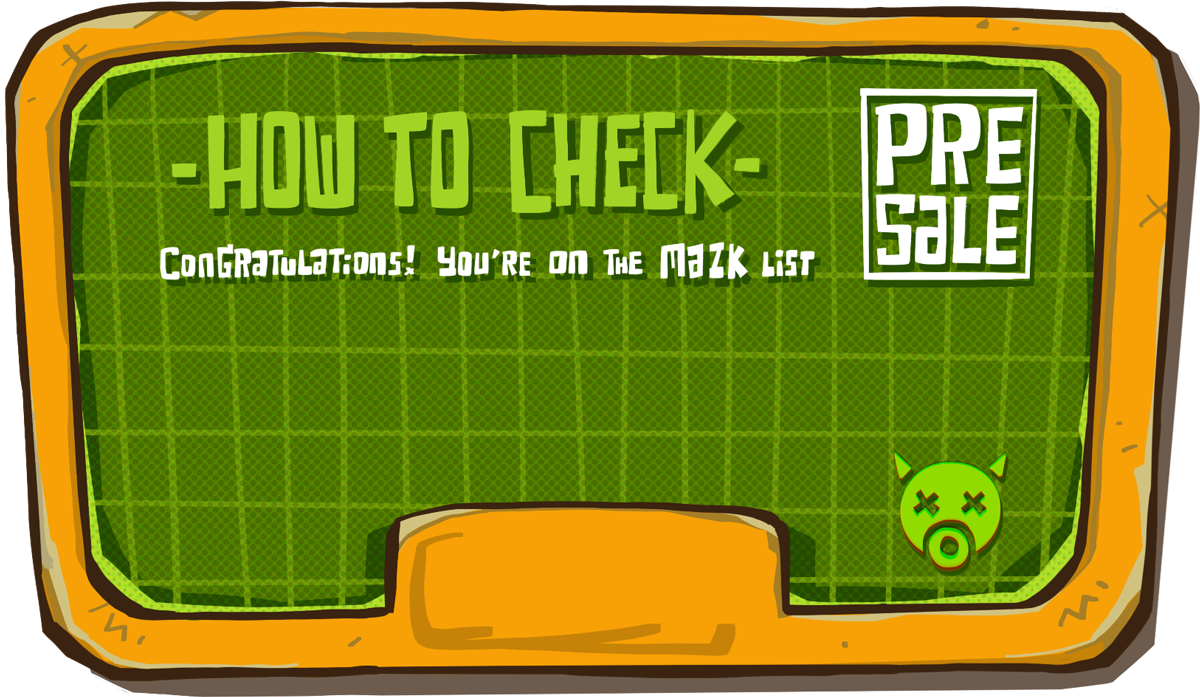 -HOW TO CHECK-
CONGRATULATIONS! YOU'RE ON THE MAZK LIST
PRE
SALE